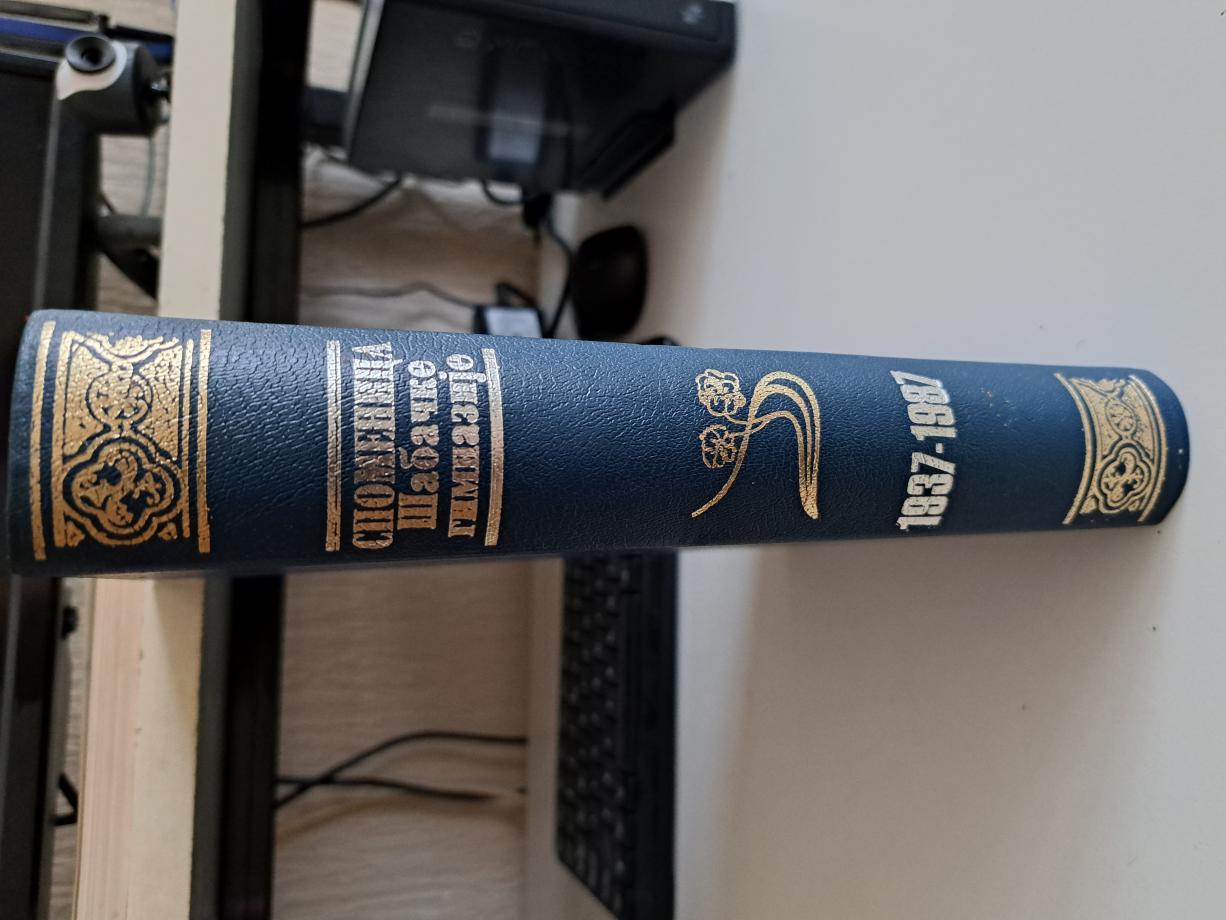 СПОМЕНИЦА
Шабачке
гимназије
1937-1987